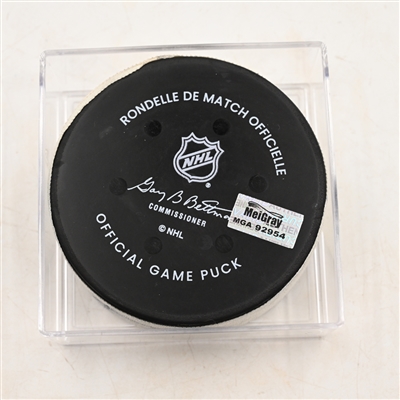 RONDELLE DE MATCH OFFICIELLE
NHL
Gary B Bettman
COMMISSIONER
© NHL
MeiGray
MGA 92954
OFFICIAL GAME PUCK